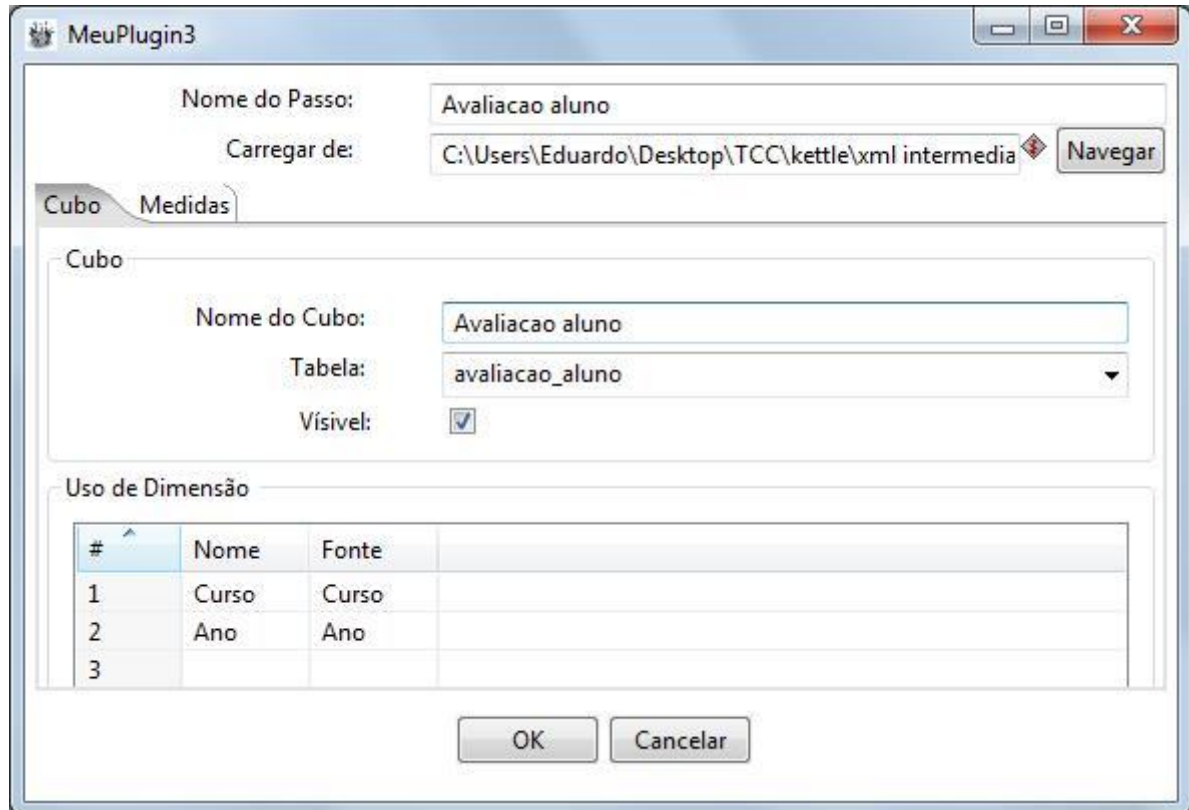 MeuPlugin3
Nome do Passo: Avaliacao aluno
Carregar de: C:\Users\Eduardo\Desktop\TCC\kettle\xml intermedia Navegar
Cubo Medidas
Cubo
Nome do Cubo: Avaliacao aluno
Tabela: avaliacao_aluno
Vísivel:
Uso de Dimensão
# Nome Fonte
1 Curso Curso
2 Ano Ano
3
OK Cancelar